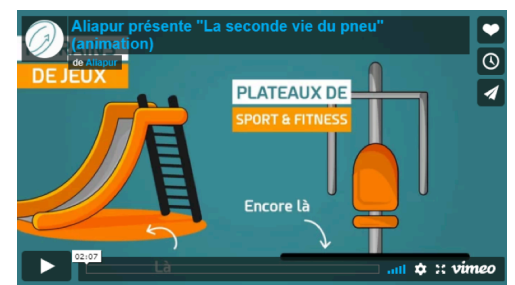 Aliapur présente "La seconde vie du pneu"
(animation)
de Aliapur
DE JEUX
PLATEAUX DE
SPORT & FITNESS
Encore là
Là
02:07
vimeo